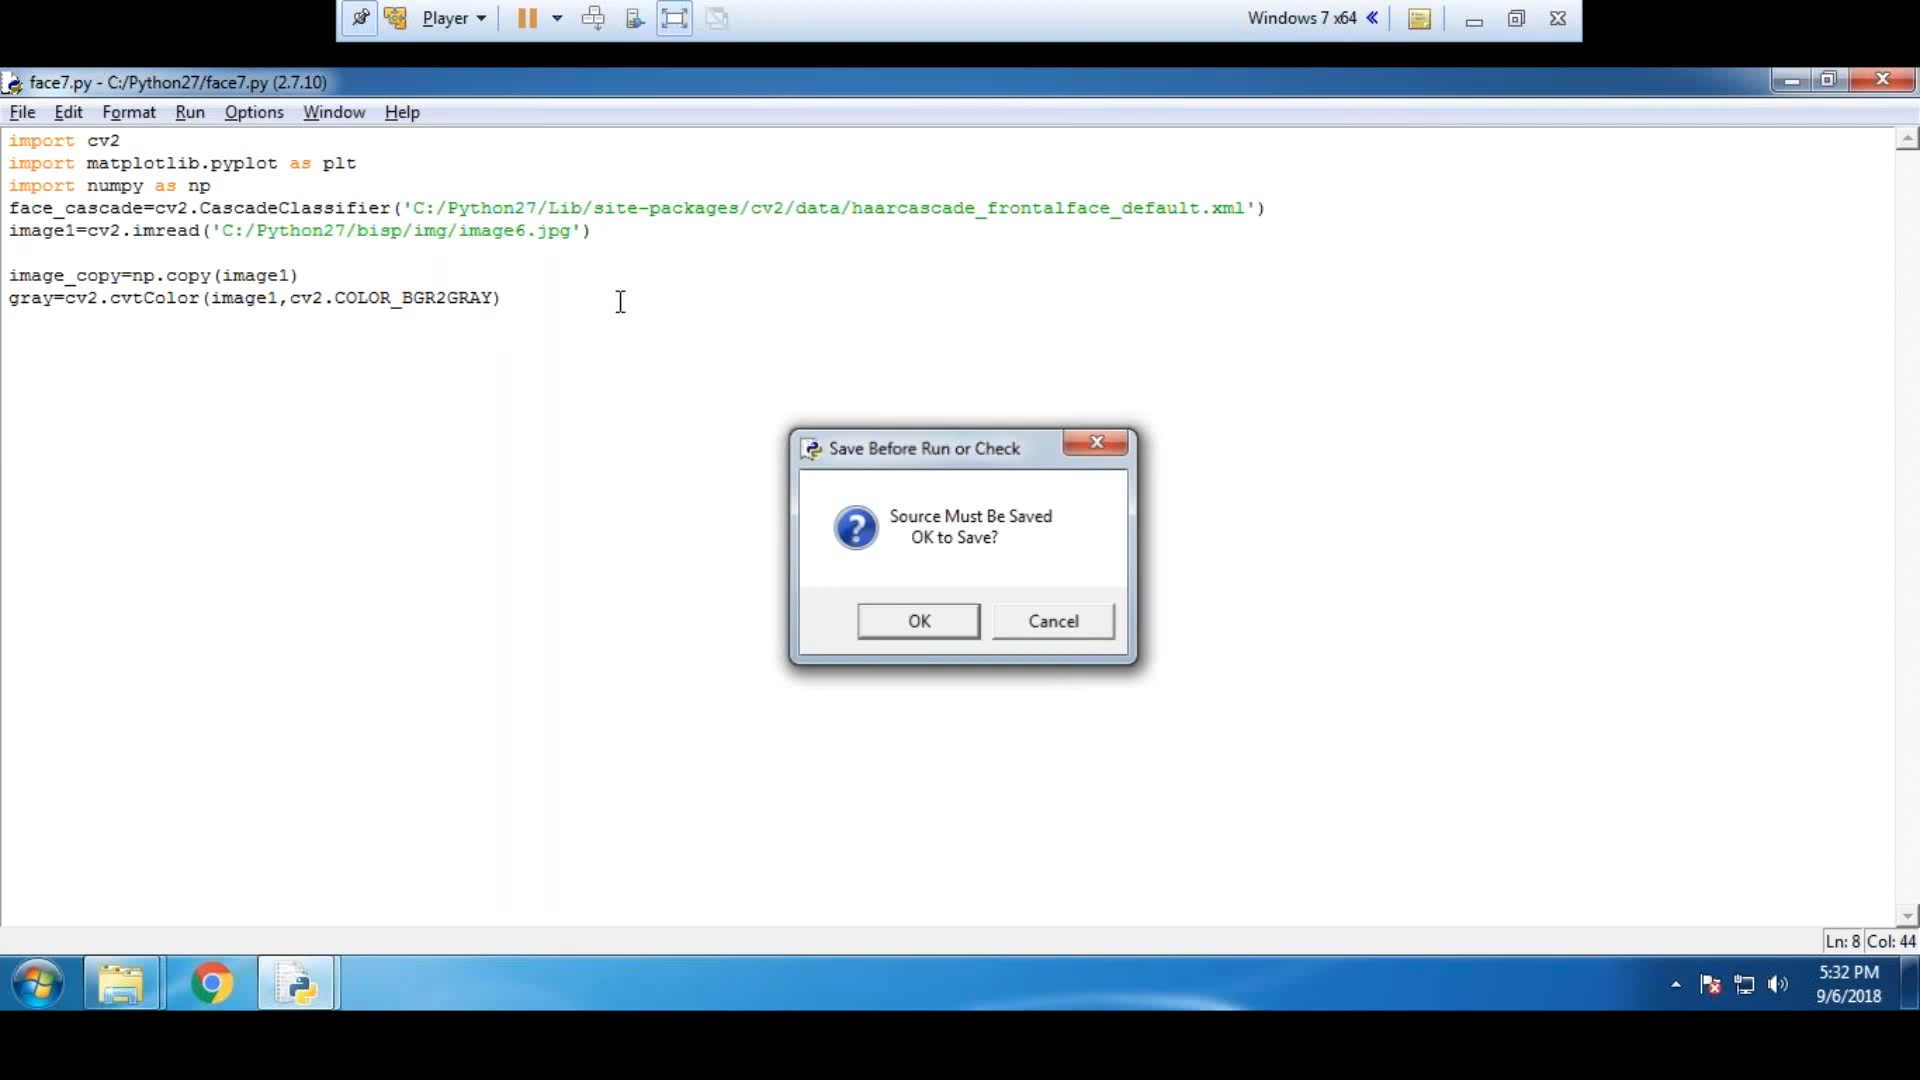 Player
Windows 7 x64
face7.py - C:/Python27/face7.py (2.7.10)
File Edit Format Run Options Window Help
import cv2
import matplotlib.pyplot as plt
import numpy as np
face_cascade=cv2.CascadeClassifier('C:/Python27/Lib/site-packages/cv2/data/haarcascade_frontalface_default.xml')
image1=cv2.imread('C:/Python27/bisp/img/image6.jpg')
image_copy=np.copy(image1)
gray=cv2.cvtColor(image1,cv2.COLOR_BGR2GRAY)
Save Before Run or Check
Source Must Be Saved
OK to Save?
OK Cancel
Ln: 8 Col: 44
5:32 PM
9/6/2018